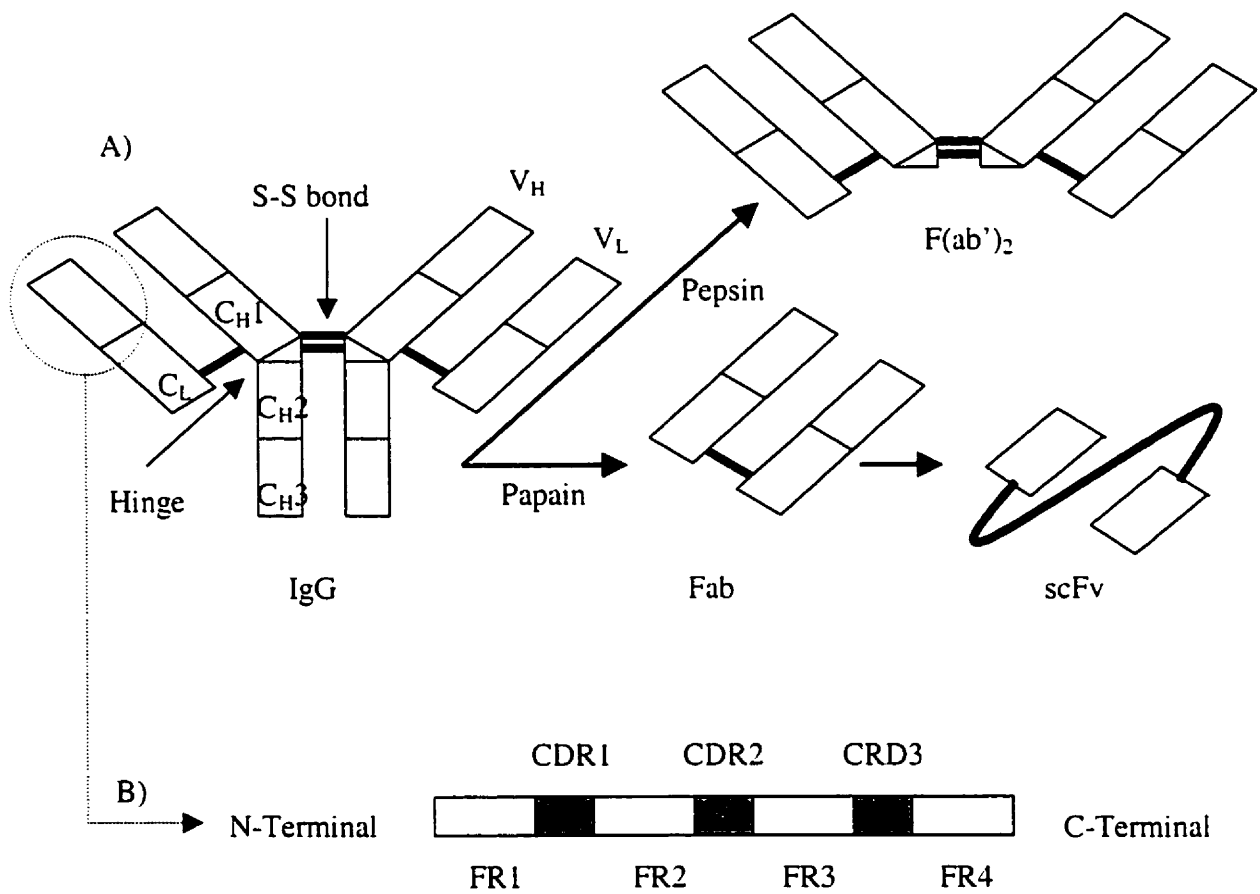 A)
S-S bond
V_H
V_L
C_H1
C_L
C_H2
C_H3
Hinge
IgG
Pepsin
F(ab')_2
Papain
Fab
scFv
B)
CDR1 CDR2 CRD3
N-Terminal C-Terminal
FR1 FR2 FR3 FR4